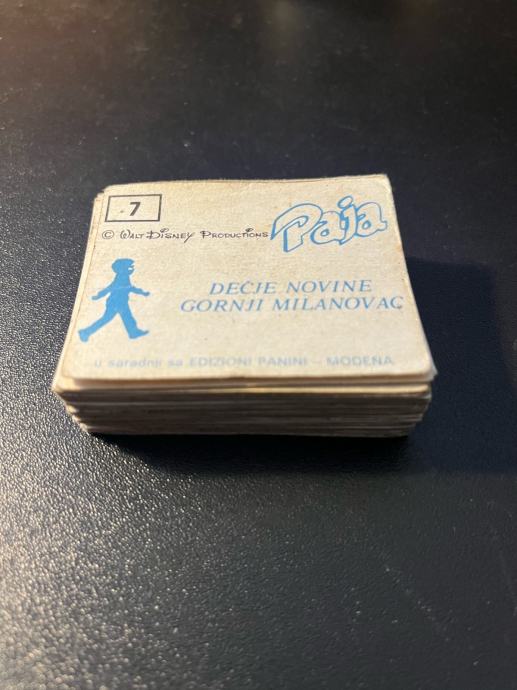 7
© WALT DISNEY PRODUCTIONS
Paja
DEČJE NOVINE
GORNJI MILANOVAC
u saradnji sa EDIZIONI PANINI – MODENA